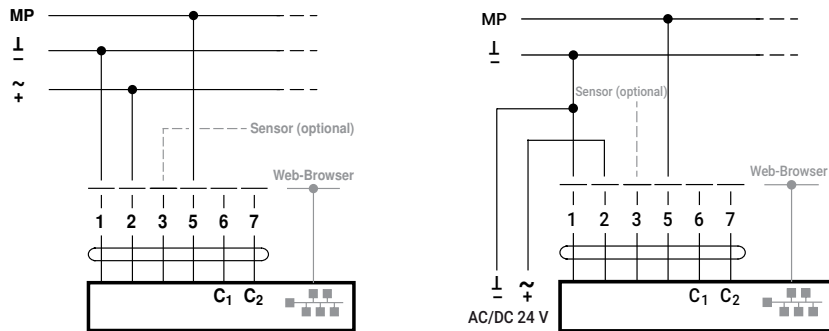 MP
⊥
–
~
+
Sensor (optional)
Web-Browser
1 2 3 5 6 7
C1 C2
MP
⊥
–
Sensor (optional)
Web-Browser
1 2 3 5 6 7
⊥ ~
– +
C1 C2
AC/DC 24 V